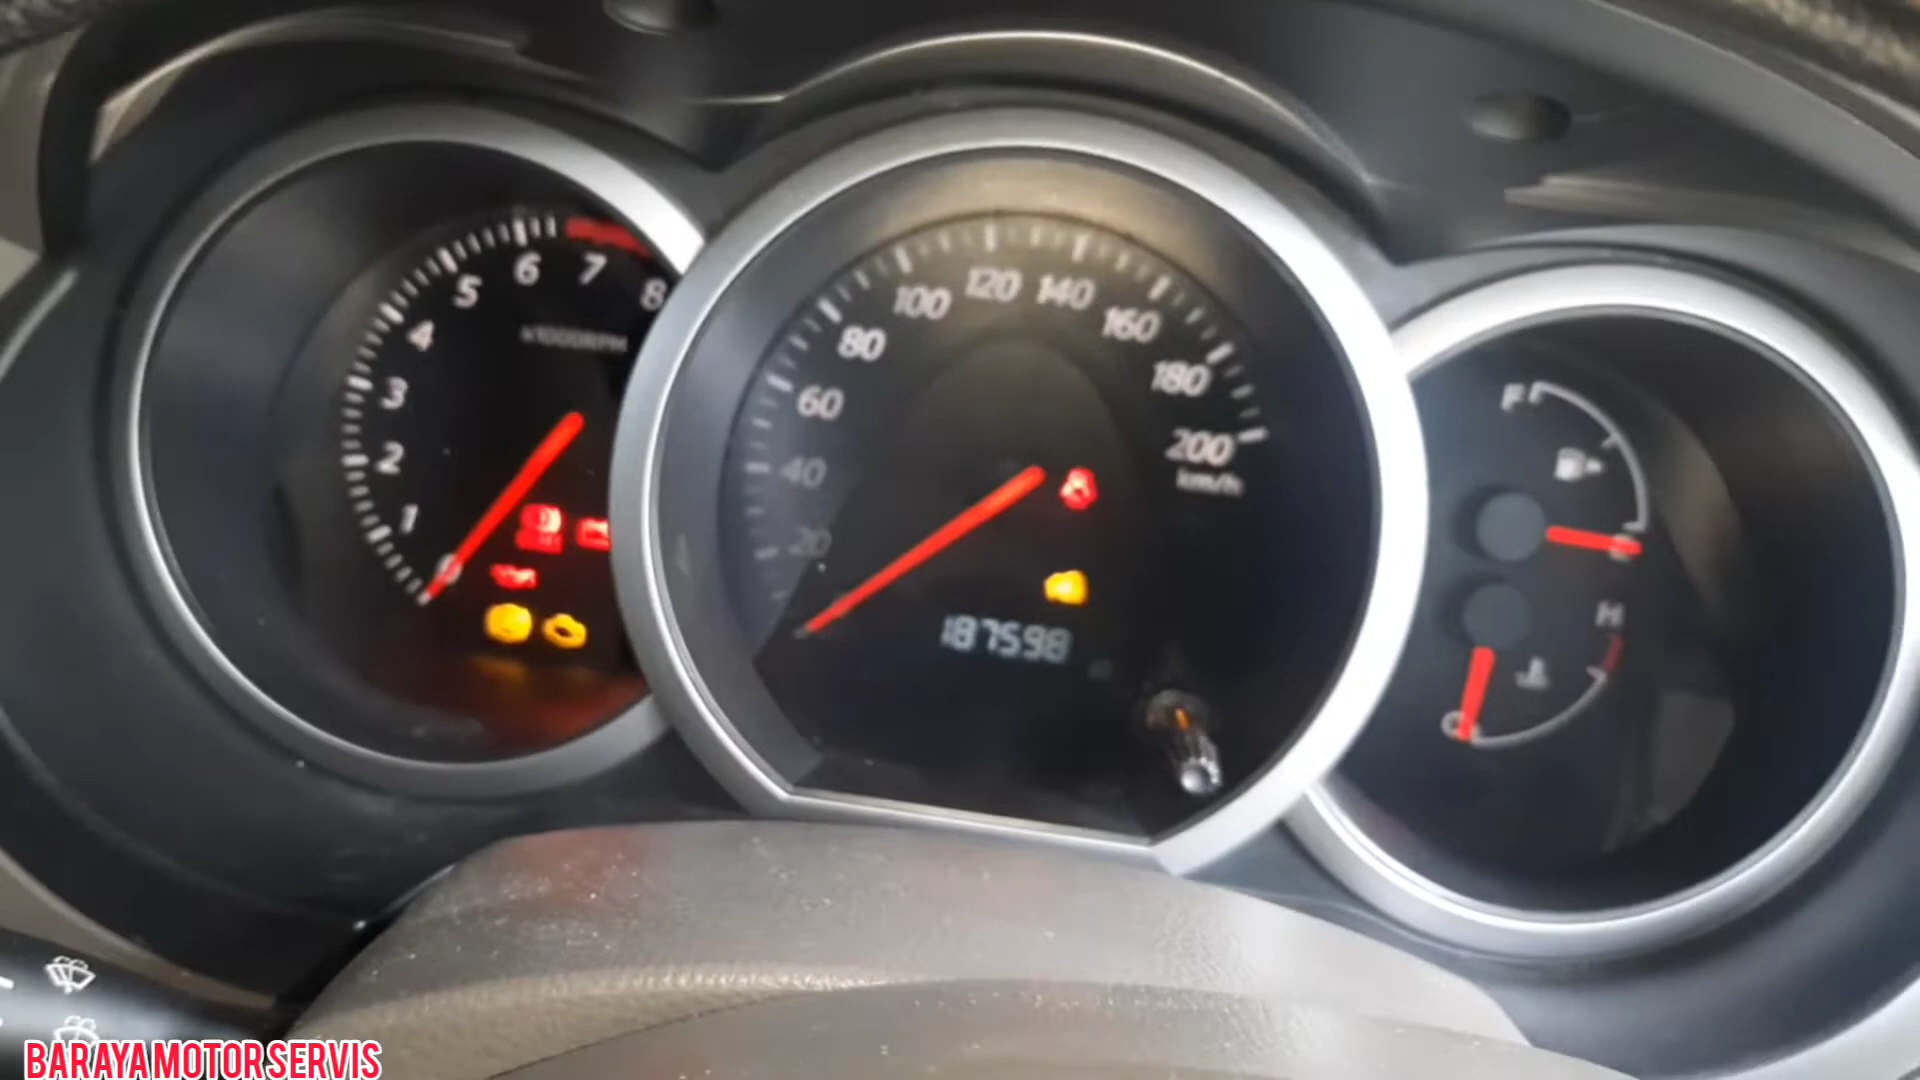 0 1 2 3 4 5 6 7 8
x1000RPM
20 40 60 80 100 120 140 160 180 200
km/h
187598
F
H
C
BARAYA MOTOR SERVIS